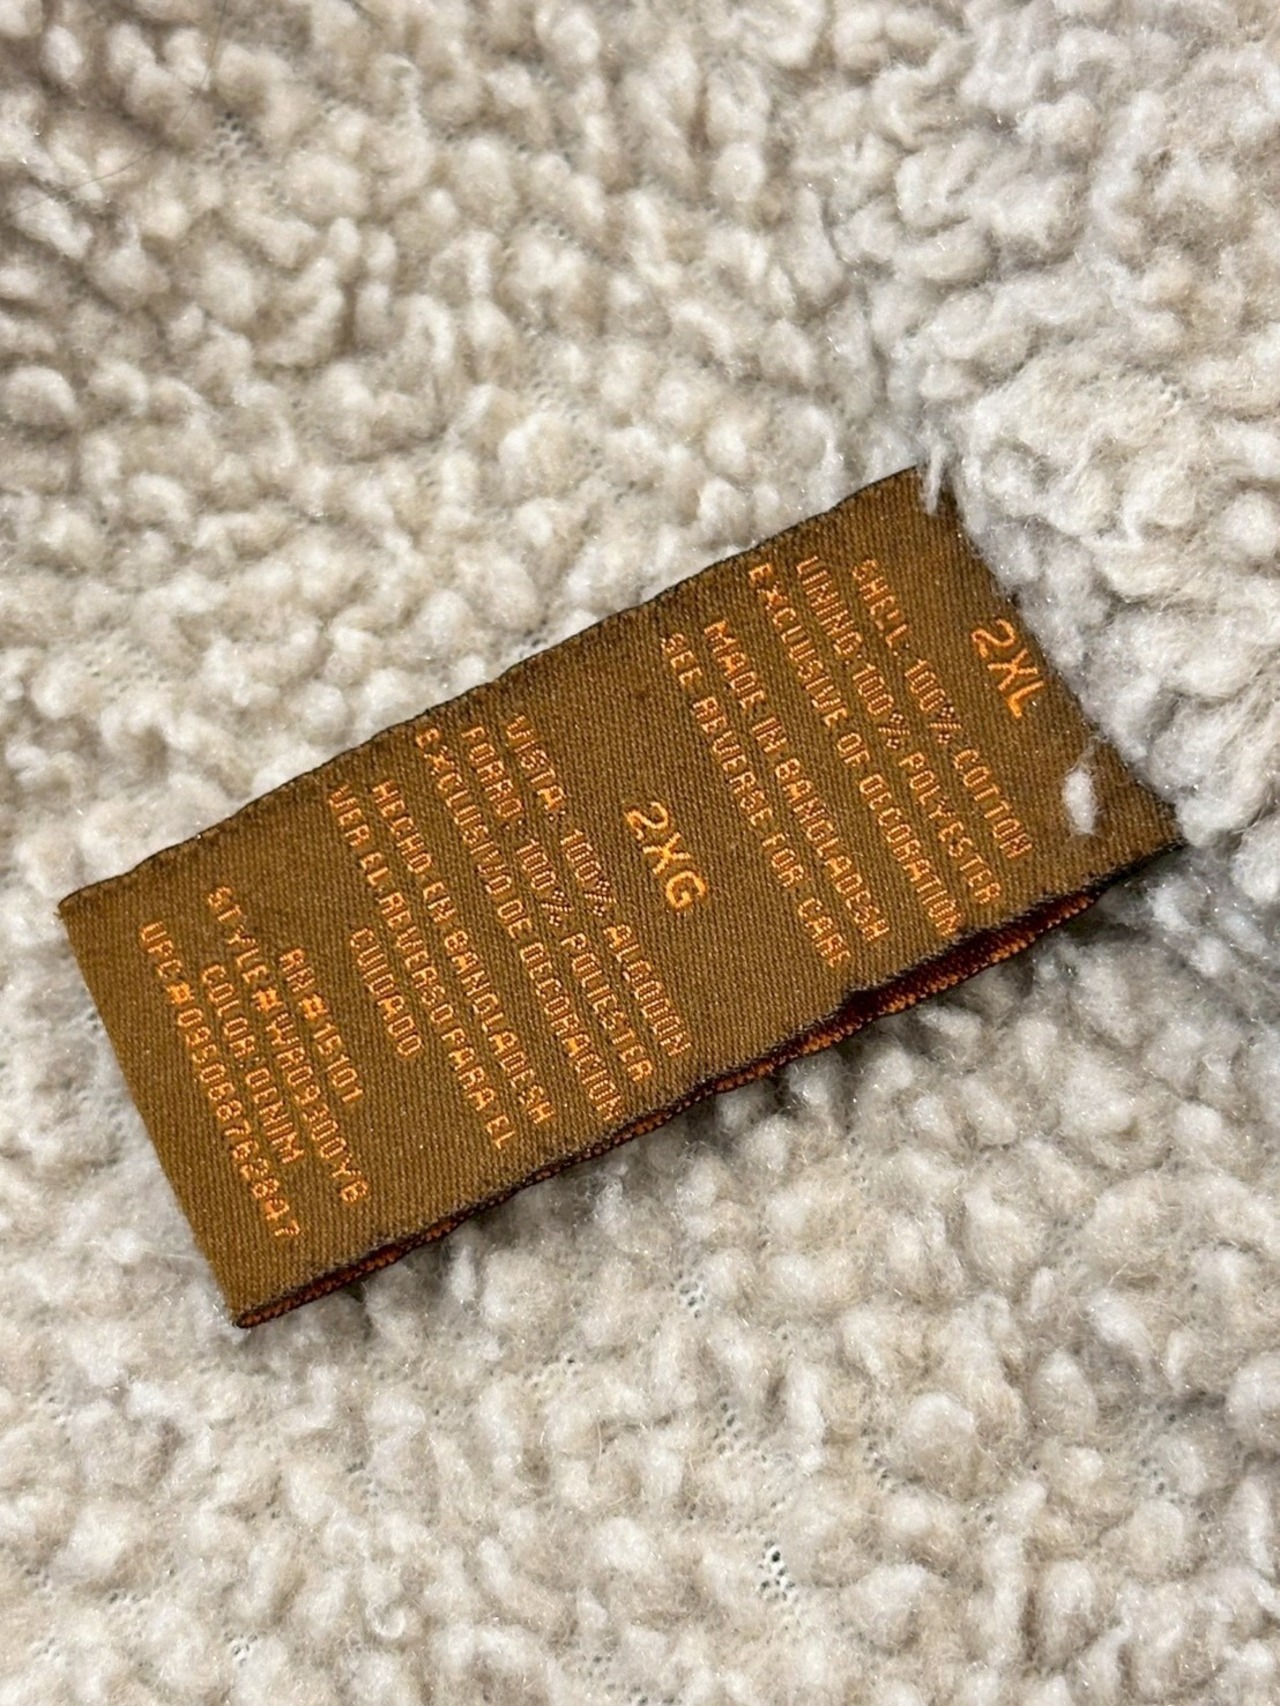 2XL
SHELL: 100% COTTON
LINING: 100% POLYESTER
EXCLUSIVE OF DECORATION
MADE IN BANGLADESH
SEE REVERSE FOR CARE
2XG
VISTA: 100% ALGODON
FORRO: 100% POLIESTER
EXCLUSIVO DE DECORACION
HECHO EN BANGLADESH
VER EL REVERSO PARA EL
CUIDADO
RN#15101
STYLE#
COLOR: DENIM
UPC#